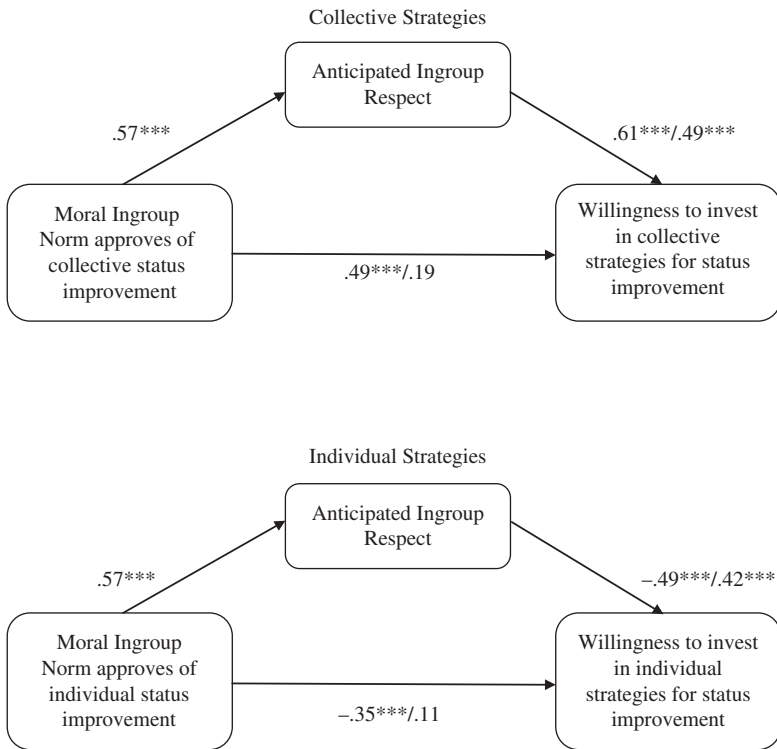 Collective Strategies
Anticipated Ingroup
Respect
.57***
.61***/.49***
Moral Ingroup
Norm approves of
collective status
improvement
Willingness to invest
in collective
strategies for status
improvement
.49***/.19
Individual Strategies
Anticipated Ingroup
Respect
.57***
–.49***/.42***
Moral Ingroup
Norm approves of
individual status
improvement
Willingness to invest
in individual
strategies for status
improvement
–.35***/.11